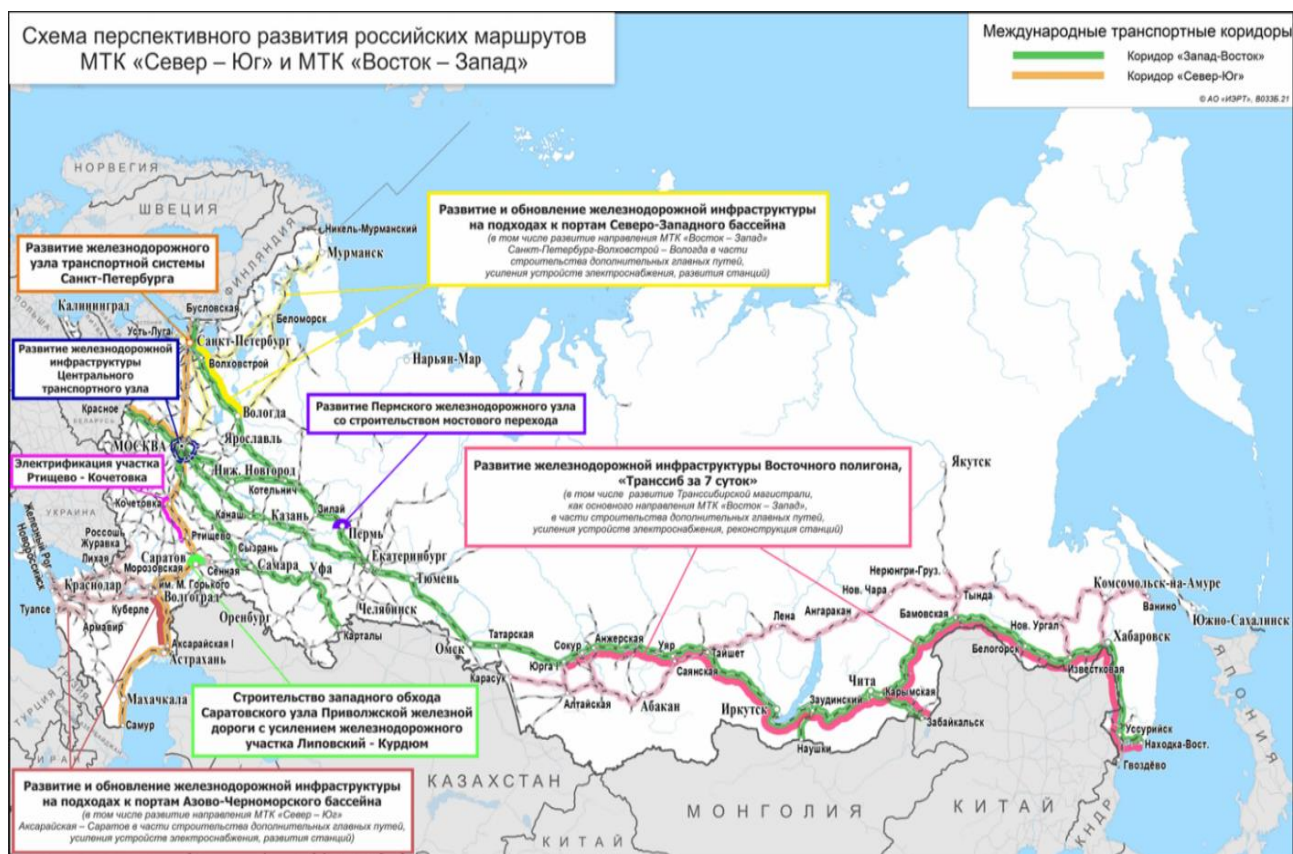 Схема перспективного развития российских маршрутов
МТК «Север – Юг» и МТК «Восток – Запад»
Международные транспортные коридоры
Коридор «Запад-Восток»
Коридор «Север-Юг»
© АО «ИЭРТ», В033Б.21
НОРВЕГИЯ
ШВЕЦИЯ
ФИНЛЯНДИЯ
Никель-Мурманский
Мурманск
Развитие и обновление железнодорожной инфраструктуры
на подходах к портам Северо-Западного бассейна
(в том числе развитие направления МТК «Восток – Запад»
Санкт-Петербург-Волховстрой – Вологда в части
строительства дополнительных главных путей,
усиления устройств электроснабжения, развития станций)
Развитие железнодорожного
узла транспортной системы
Санкт-Петербурга
Калининград
ПОЛЬША
Бусловская
Беломорск
Усть-Луга
Санкт-Петербург
Волховстрой
Нарьян-Мар
Развитие железнодорожной
инфраструктуры
Центрального
транспортного узла
Красное
БЕЛАРУСЬ
Вологда
Развитие Пермского железнодорожного узла
со строительством мостового перехода
МОСКВА
Ярославль
Ниж. Новгород
Котельнич
Электрификация участка
Ртищево - Кочетовка
Развитие железнодорожной инфраструктуры Восточного полигона,
«Транссиб за 7 суток»
(в том числе развитие Транссибирской магистрали,
как основного направления МТК «Восток – Запад»,
в части строительства дополнительных главных путей,
усиления устройств электроснабжения, реконструкция станций)
Якутск
Кочетовка
УКРАИНА
Канаш
Казань
Зилай
Пермь
Россошь
Журавка
Лихая
Ртищево
Сызрань
Екатеринбург
Железный Рог
Новороссийск
Саратов
Морозовская
Сенная
Самара
Уфа
Тюмень
Нерюнгри-Груз.
Комсомольск-на-Амуре
Краснодар
им. М. Горького
Волгоград
Челябинск
Нов. Чара
Тында
Ванино
Туапсе
Куберле
Оренбург
Карталы
Ангаракан
Лена
Бамовская
Нов. Ургал
Южно-Сахалинск
Армавир
Аксарайская I
Астрахань
Омск
Татарская
Сокур
Анжерская
Уяр
Тайшет
Белогорск
Хабаровск
Юрга I
Саянская
Известковая
Карасук
Алтайская
Абакан
Иркутск
Заудинский
Чита
Карымская
Забайкальск
ГРУЗИЯ
Махачкала
Самур
ТУРЦИЯ
ИРАН
Строительство западного обхода
Саратовского узла Приволжской железной
дороги с усилением железнодорожного
участка Липовский - Курдюм
Наушки
Уссурийск
Находка-Вост.
Гвоздёво
ЯПОНИЯ
Развитие и обновление железнодорожной инфраструктуры
на подходах к портам Азово-Черноморского бассейна
(в том числе развитие направления МТК «Север – Юг»
Аксарайская – Саратов в части строительства дополнительных главных путей,
усиления устройств электроснабжения, развития станций)
КАЗАХСТАН
МОНГОЛИЯ
КИТАЙ
КИТАЙ
КНДР